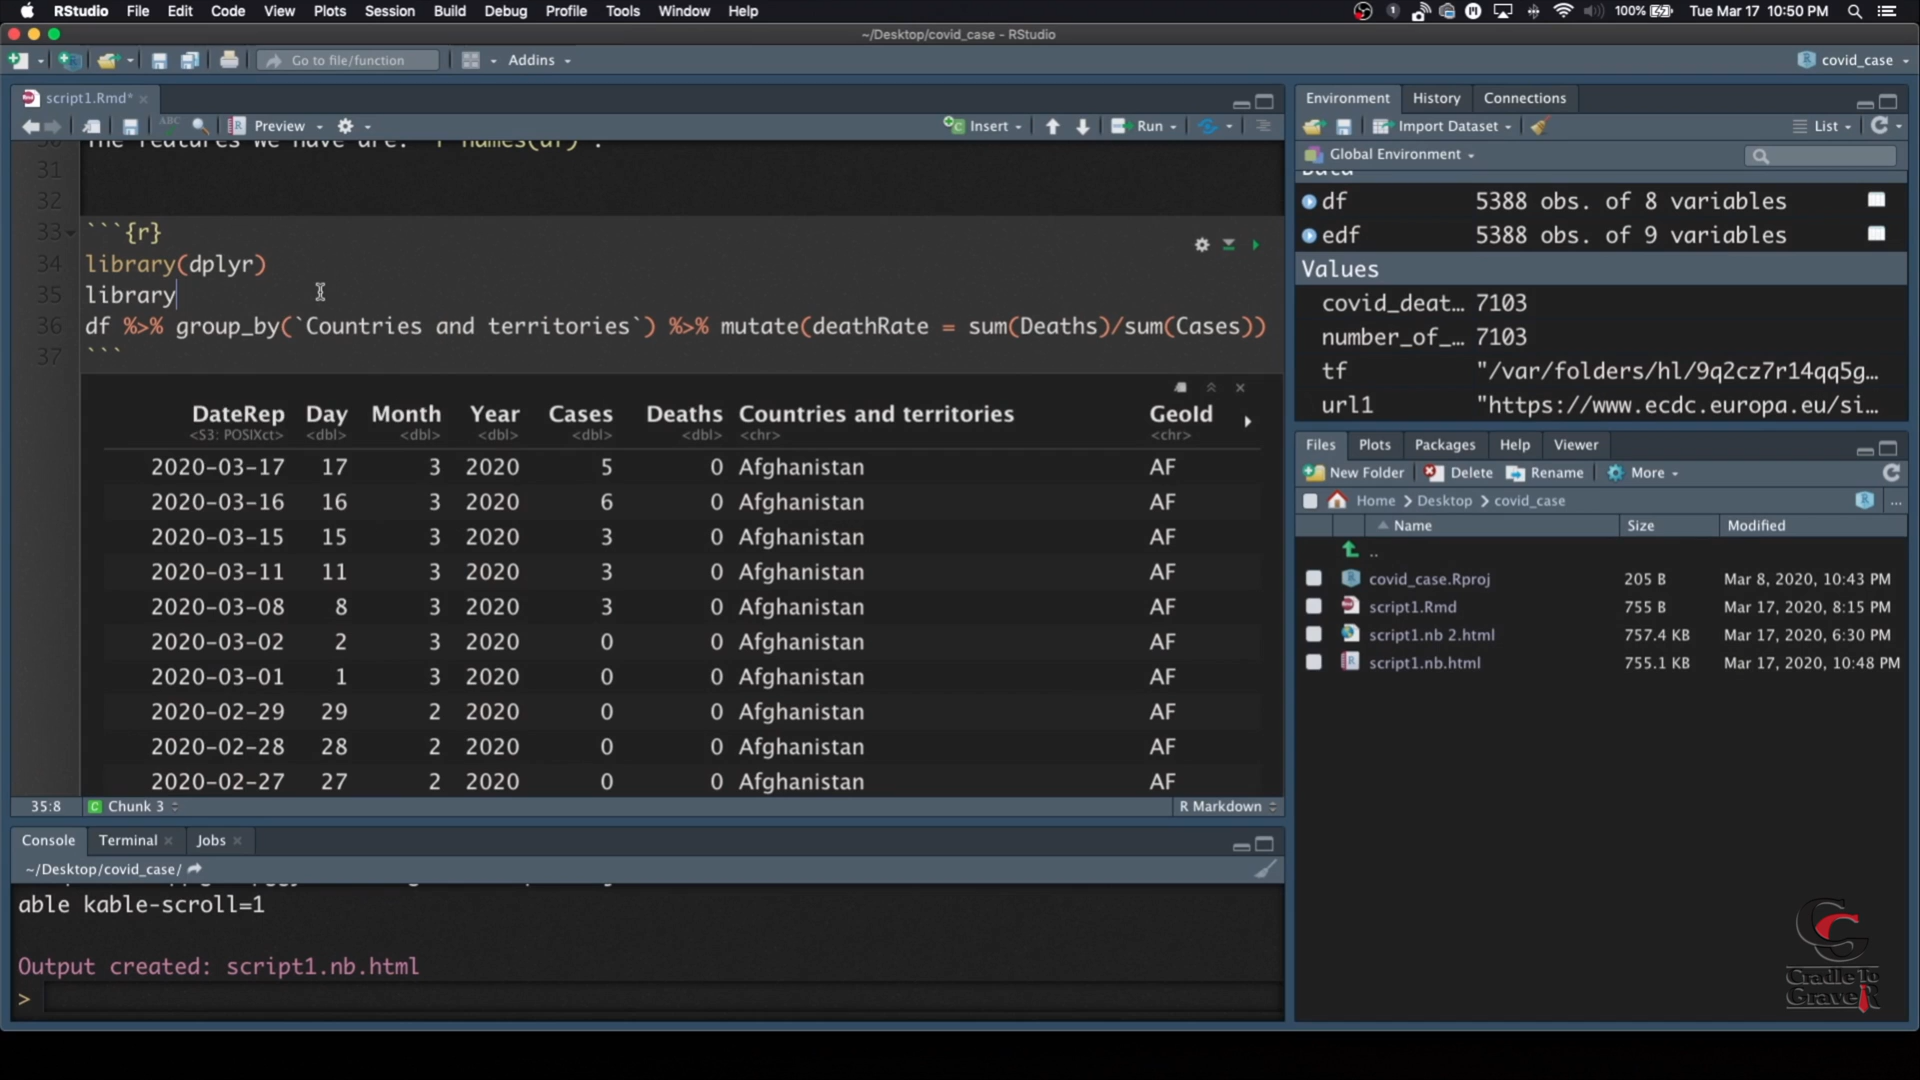 RStudio File Edit Code View Plots Session Build Debug Profile Tools Window Help 100% Tue Mar 17 10:50 PM
~/Desktop/covid_case - RStudio
Go to file/function Addins covid_case
script1.Rmd*
ABC Preview Insert Run
The features we have are: `r names(df)`.
31
32
33 ```{r}
34 library(dplyr)
35 library
36 df %>% group_by(`Countries and territories`) %>% mutate(deathRate = sum(Deaths)/sum(Cases))
37 ```
DateRep Day Month Year Cases Deaths Countries and territories GeoId
<S3: POSIXct> <dbl> <dbl> <dbl> <dbl> <dbl> <chr> <chr>
2020-03-17 17 3 2020 5 0 Afghanistan AF
2020-03-16 16 3 2020 6 0 Afghanistan AF
2020-03-15 15 3 2020 3 0 Afghanistan AF
2020-03-11 11 3 2020 3 0 Afghanistan AF
2020-03-08 8 3 2020 3 0 Afghanistan AF
2020-03-02 2 3 2020 0 0 Afghanistan AF
2020-03-01 1 3 2020 0 0 Afghanistan AF
2020-02-29 29 2 2020 0 0 Afghanistan AF
2020-02-28 28 2 2020 0 0 Afghanistan AF
2020-02-27 27 2 2020 0 0 Afghanistan AF
35:8 Chunk 3 R Markdown
Console Terminal Jobs
~/Desktop/covid_case/
able kable-scroll=1
Output created: script1.nb.html
>
Environment History Connections
Import Dataset List
Global Environment
Data
df 5388 obs. of 8 variables
edf 5388 obs. of 9 variables
Values
covid_deat… 7103
number_of_… 7103
tf "/var/folders/hl/9q2cz7r14qq5g…
url1 "https://www.ecdc.europa.eu/si…
Files Plots Packages Help Viewer
New Folder Delete Rename More
Home Desktop covid_case ...
Name Size Modified
..
covid_case.Rproj 205 B Mar 8, 2020, 10:43 PM
script1.Rmd 755 B Mar 17, 2020, 8:15 PM
script1.nb 2.html 757.4 KB Mar 17, 2020, 6:30 PM
script1.nb.html 755.1 KB Mar 17, 2020, 10:48 PM
Cradle To
GraveR